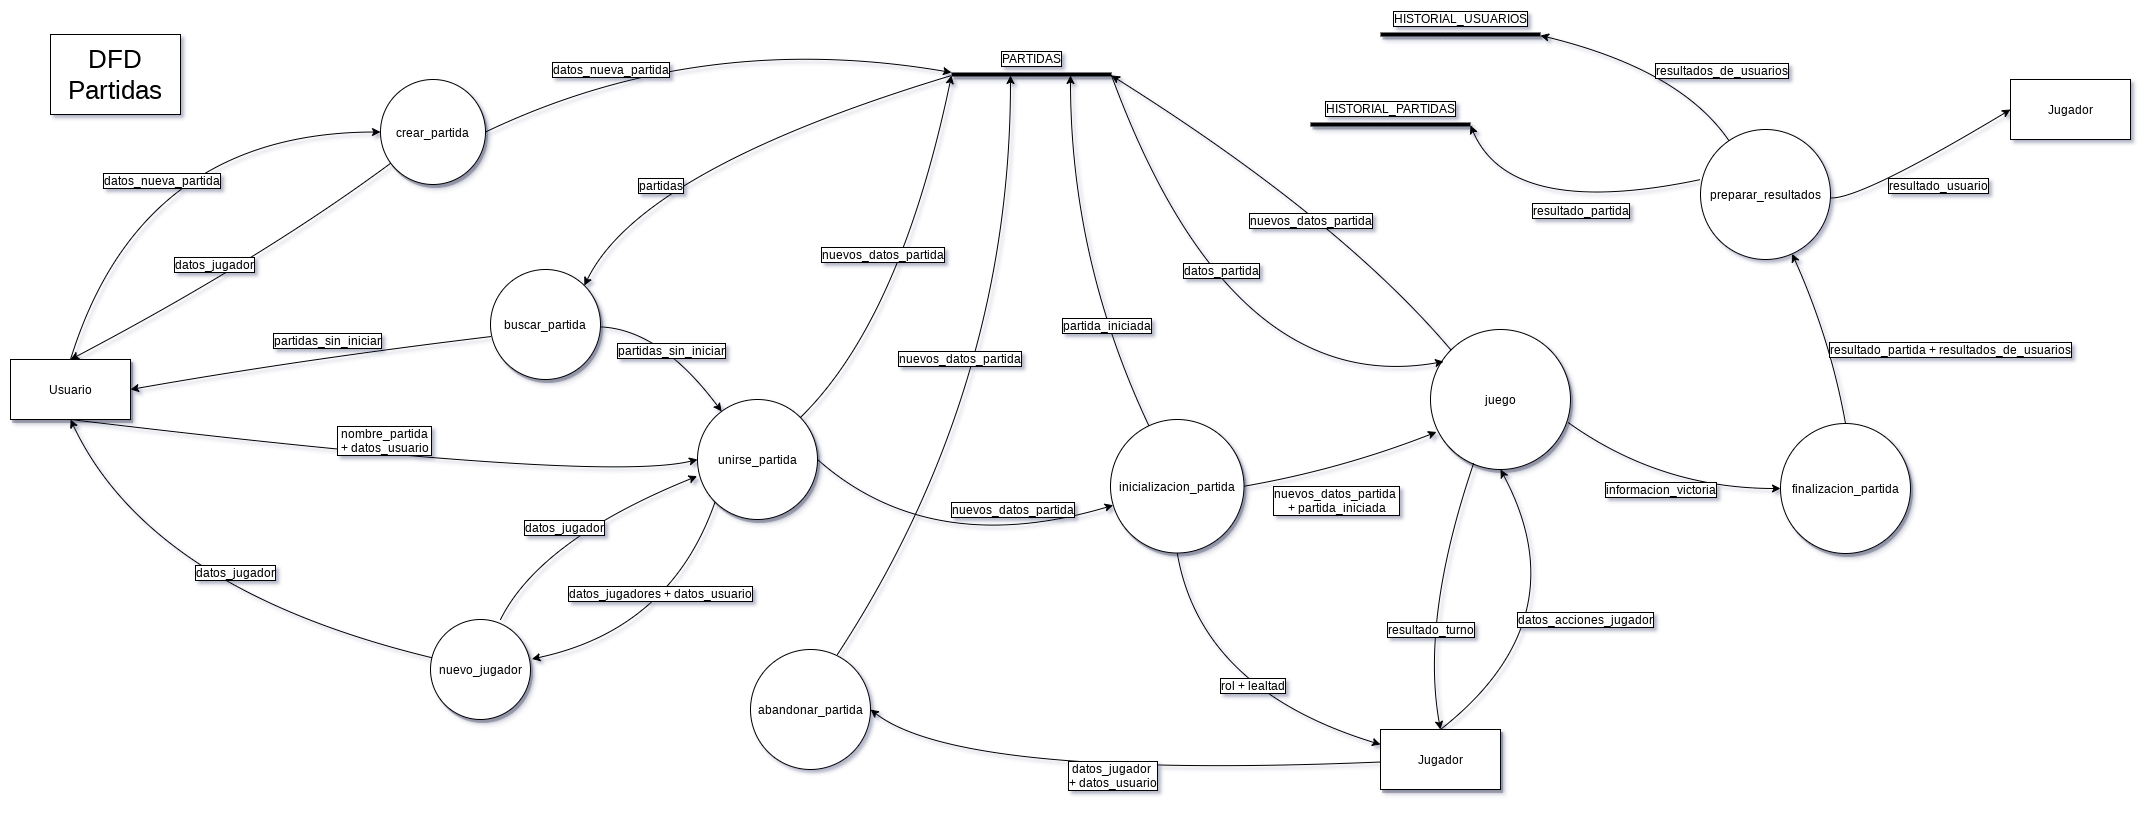 DFD
Partidas
HISTORIAL_USUARIOS
PARTIDAS
datos_nueva_partida
resultados_de_usuarios
HISTORIAL_PARTIDAS
Jugador
crear_partida
datos_nueva_partida
partidas
resultado_usuario
preparar_resultados
resultado_partida
nuevos_datos_partida
nuevos_datos_partida
datos_jugador
datos_partida
buscar_partida
partida_iniciada
partidas_sin_iniciar
partidas_sin_iniciar
nuevos_datos_partida
resultado_partida + resultados_de_usuarios
Usuario
juego
nombre_partida
+ datos_usuario
unirse_partida
inicializacion_partida
nuevos_datos_partida
+ partida_iniciada
informacion_victoria
finalizacion_partida
nuevos_datos_partida
datos_jugador
datos_jugador
datos_jugadores + datos_usuario
resultado_turno
datos_acciones_jugador
nuevo_jugador
rol + lealtad
abandonar_partida
Jugador
datos_jugador
+ datos_usuario